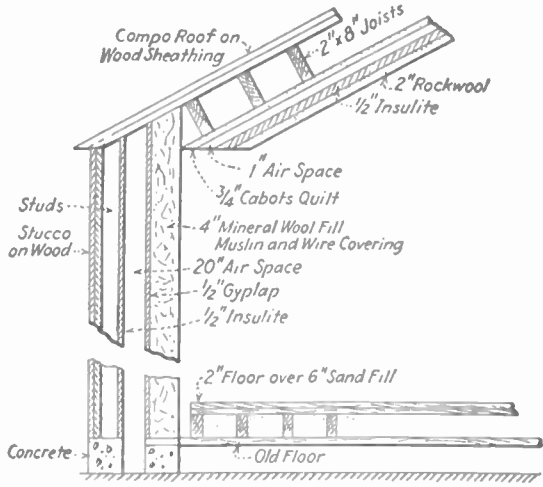 Compo Roof on
Wood Sheathing
2" x 8" Joists
2" Rockwool
1/2" Insulite
1" Air Space
3/4" Cabots Quilt
Studs
Stucco
on Wood
4" Mineral Wool Fill
Muslin and Wire Covering
20" Air Space
1/2" Gyplap
1/2" Insulite
2" Floor over 6" Sand Fill
Concrete
Old Floor